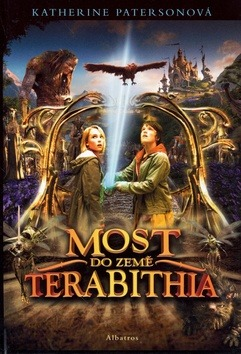 KATHERINE PATERSONOVÁ
MOST
DO ZEMĚ
TERABITHIA
Albatros